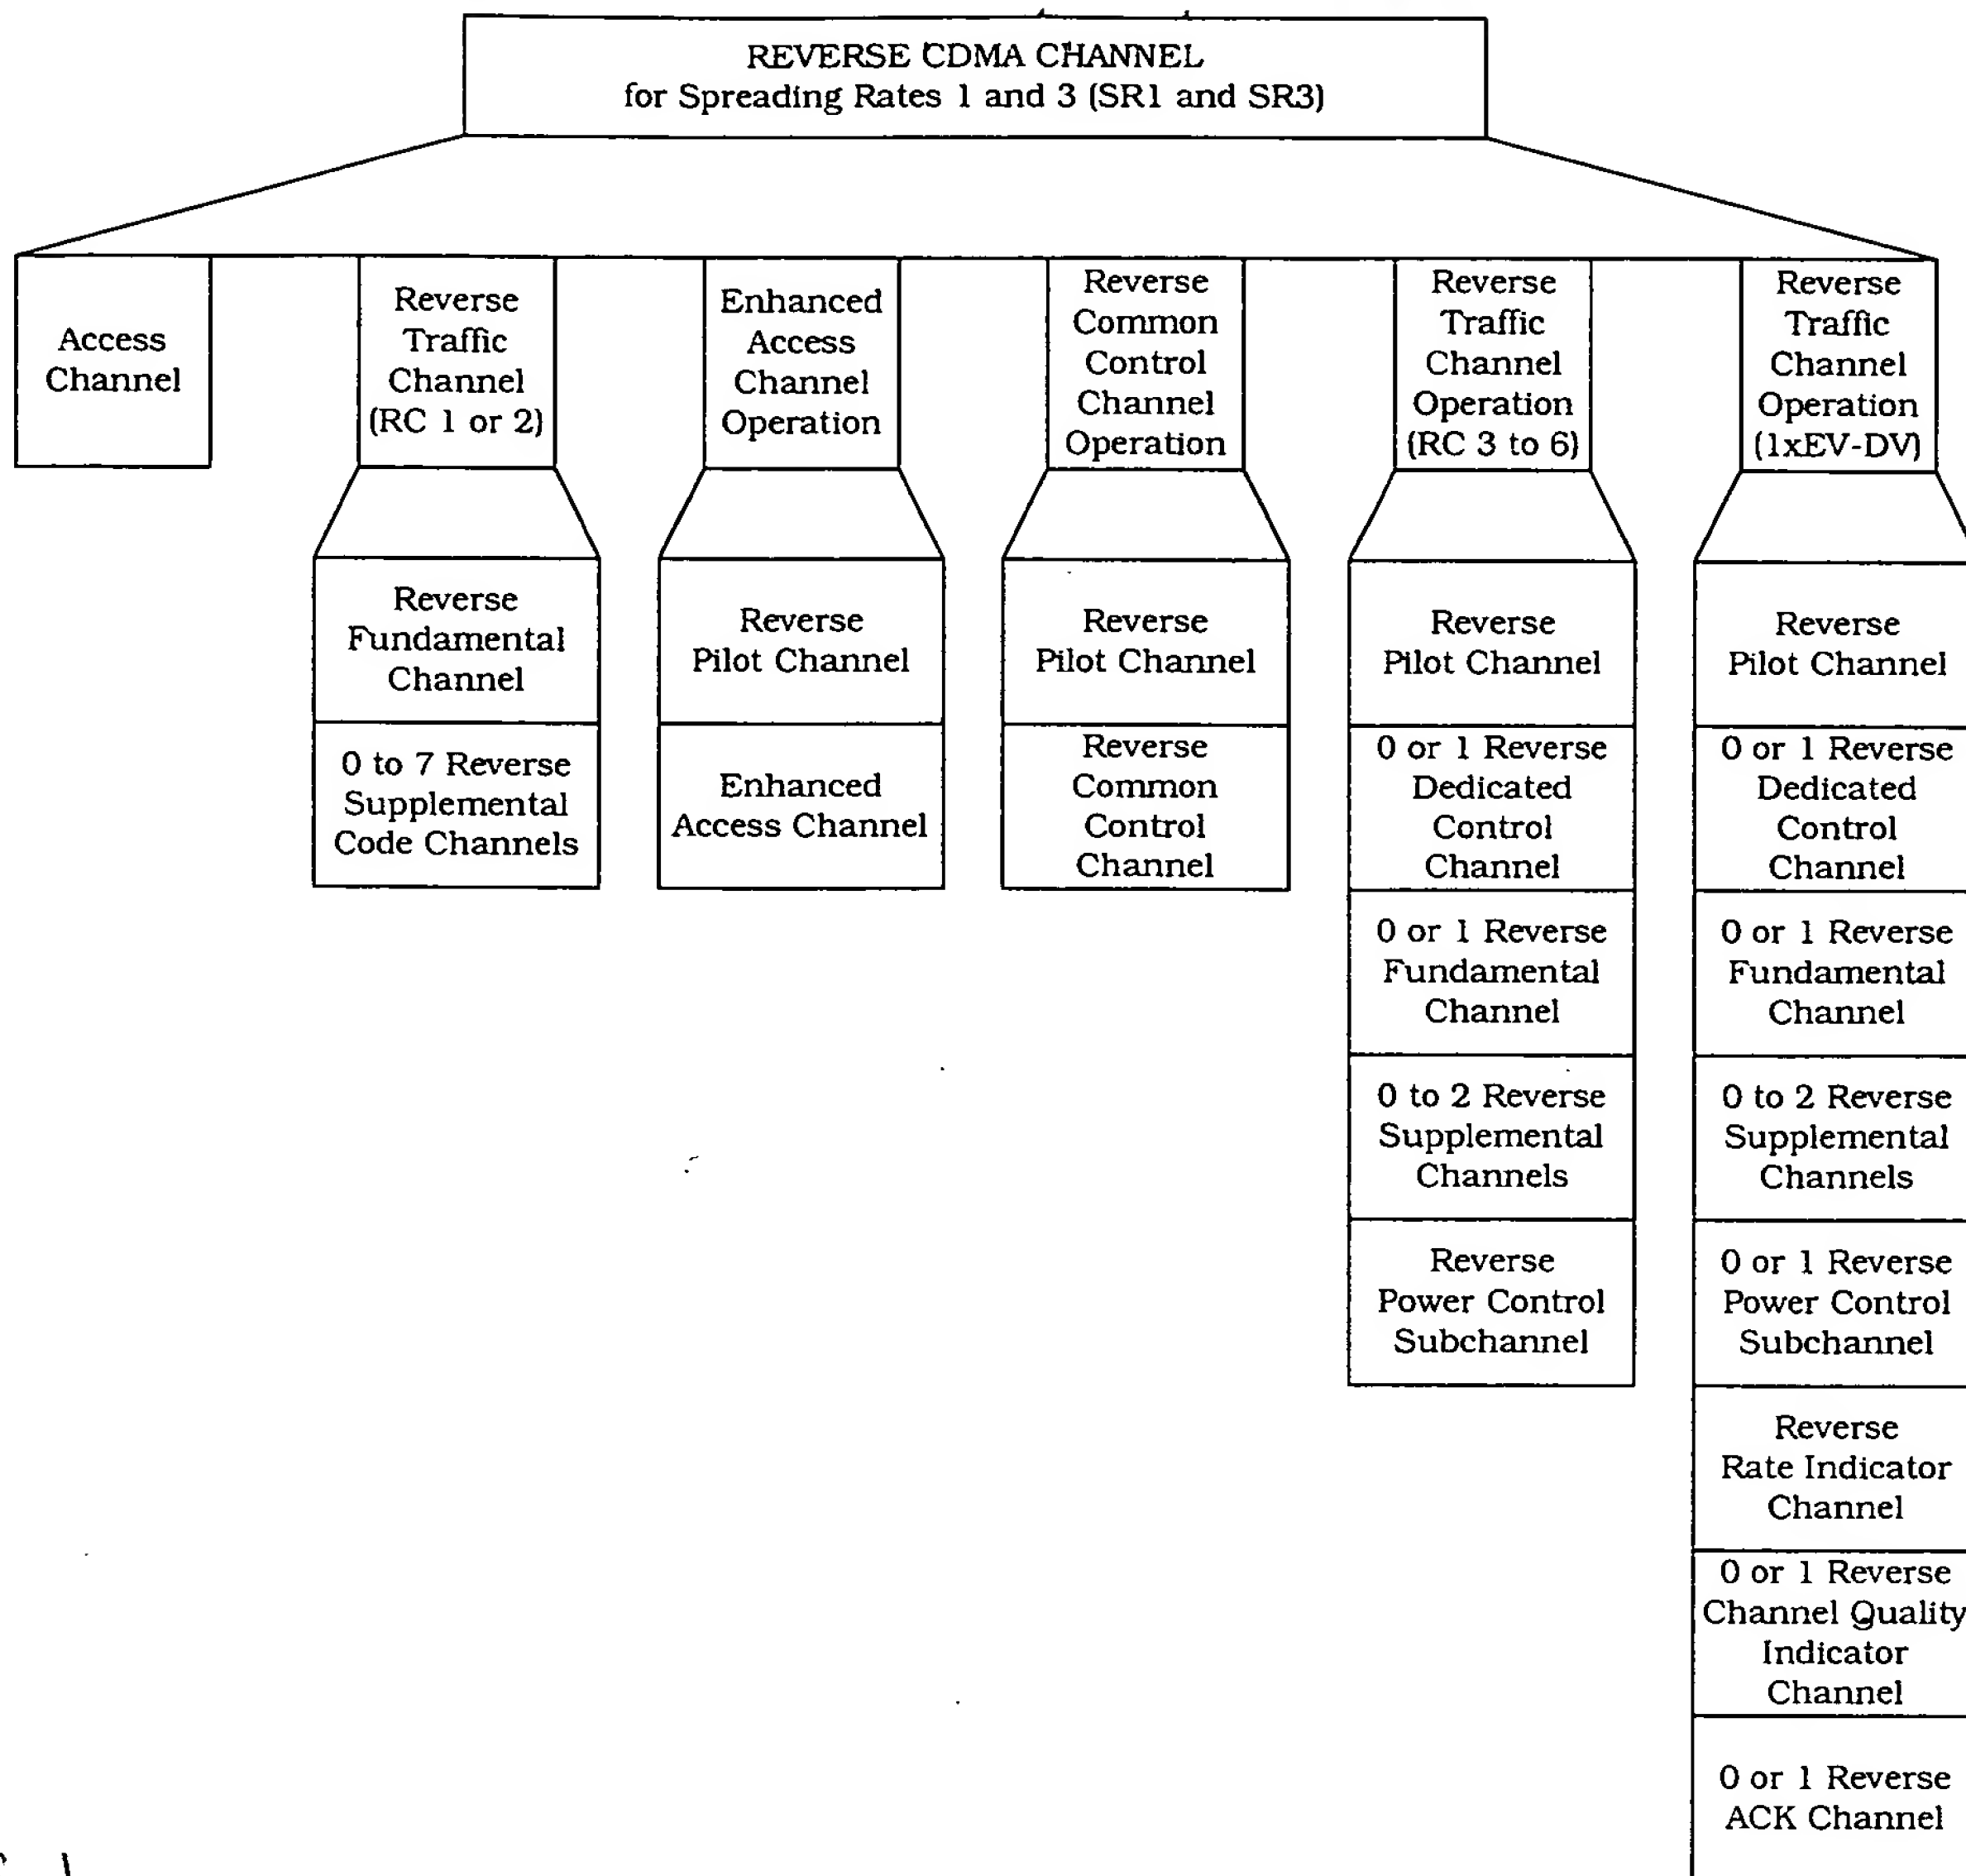 REVERSE CDMA CHANNEL
for Spreading Rates 1 and 3 (SR1 and SR3)
Access
Channel
Reverse
Traffic
Channel
(RC 1 or 2)
Enhanced
Access
Channel
Operation
Reverse
Common
Control
Channel
Operation
Reverse
Traffic
Channel
Operation
(RC 3 to 6)
Reverse
Traffic
Channel
Operation
(1xEV-DV)
Reverse
Fundamental
Channel
0 to 7 Reverse
Supplemental
Code Channels
Reverse
Pilot Channel
Enhanced
Access Channel
Reverse
Pilot Channel
Reverse
Common
Control
Channel
Reverse
Pilot Channel
0 or 1 Reverse
Dedicated
Control
Channel
0 or 1 Reverse
Fundamental
Channel
0 to 2 Reverse
Supplemental
Channels
Reverse
Power Control
Subchannel
Reverse
Pilot Channel
0 or 1 Reverse
Dedicated
Control
Channel
0 or 1 Reverse
Fundamental
Channel
0 to 2 Reverse
Supplemental
Channels
0 or 1 Reverse
Power Control
Subchannel
Reverse
Rate Indicator
Channel
0 or 1 Reverse
Channel Quality
Indicator
Channel
0 or 1 Reverse
ACK Channel